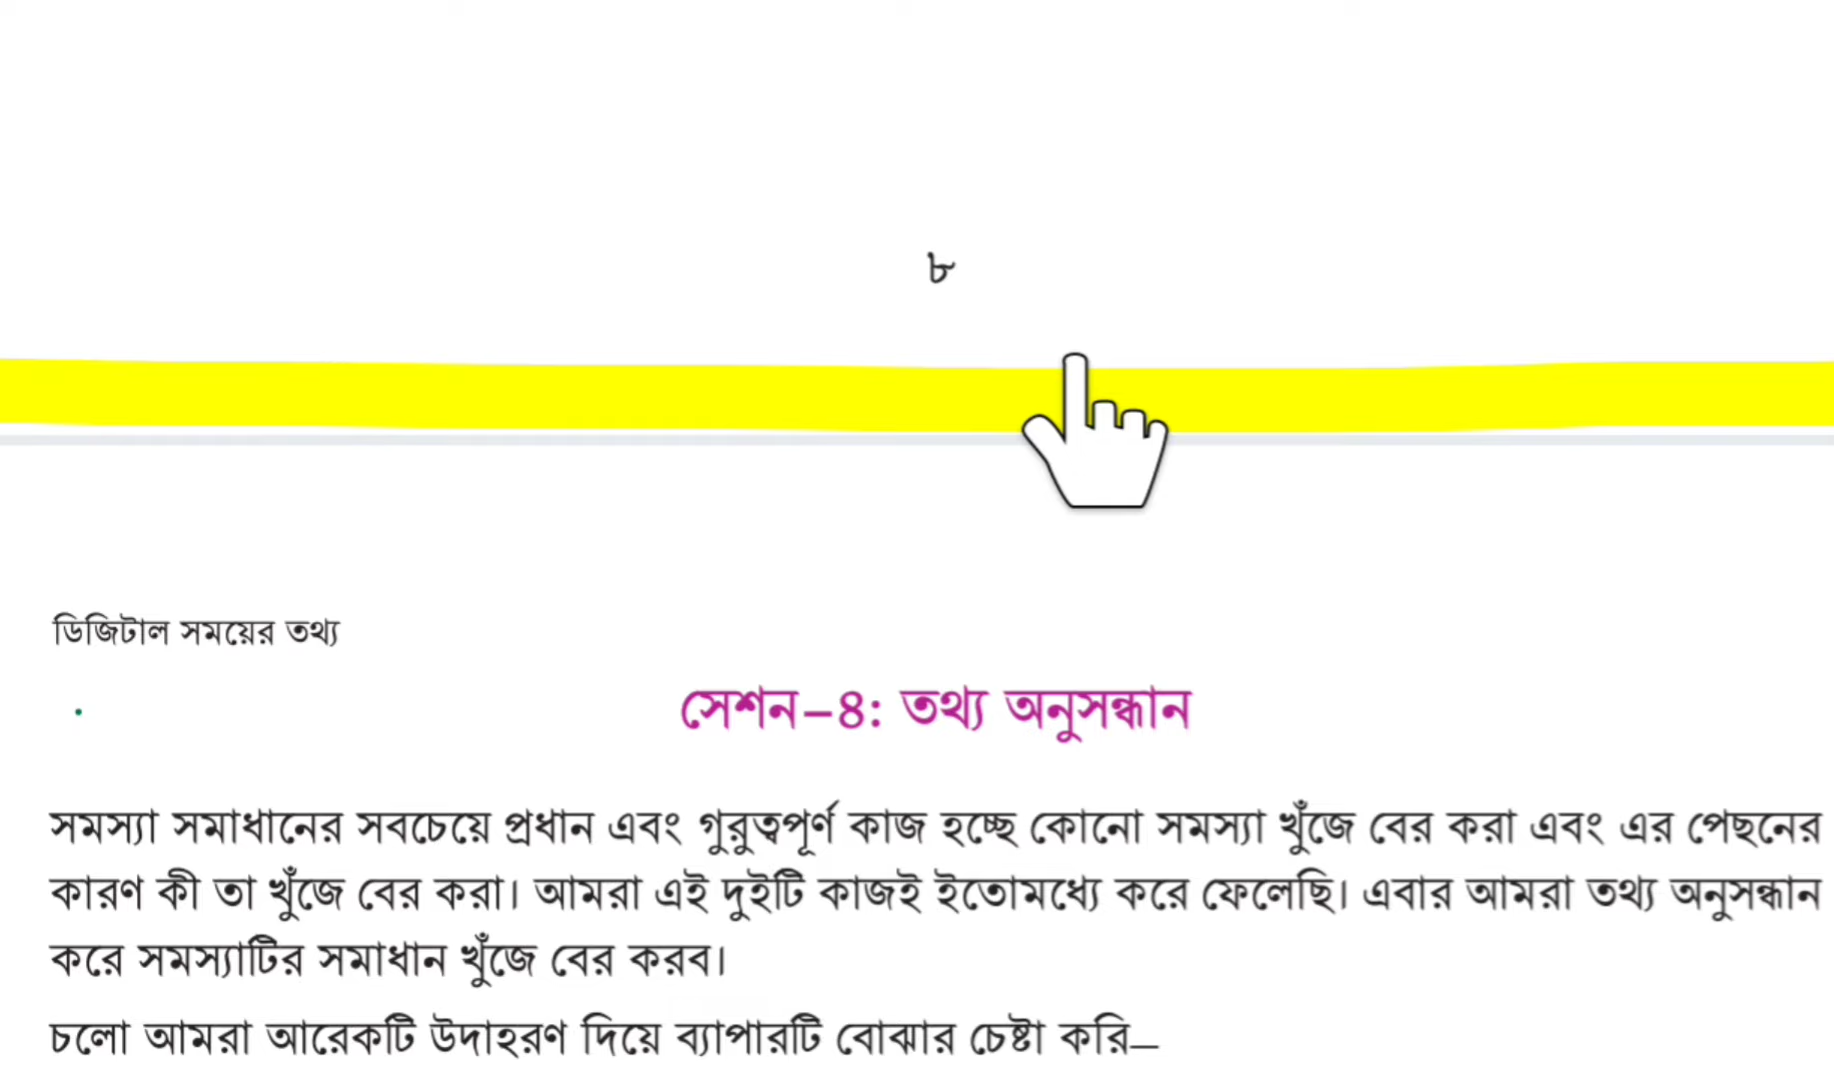 ৮
ডিজিটাল সময়ের তথ্য
সেশন–৪: তথ্য অনুসন্ধান
সমস্যা সমাধানের সবচেয়ে প্রধান এবং গুরুত্বপূর্ণ কাজ হচ্ছে কোনো সমস্যা খুঁজে বের করা এবং এর পেছনের
কারণ কী তা খুঁজে বের করা। আমরা এই দুইটি কাজই ইতোমধ্যে করে ফেলেছি। এবার আমরা তথ্য অনুসন্ধান
করে সমস্যাটির সমাধান খুঁজে বের করব।
চলো আমরা আরেকটি উদাহরণ দিয়ে ব্যাপারটি বোঝার চেষ্টা করি–